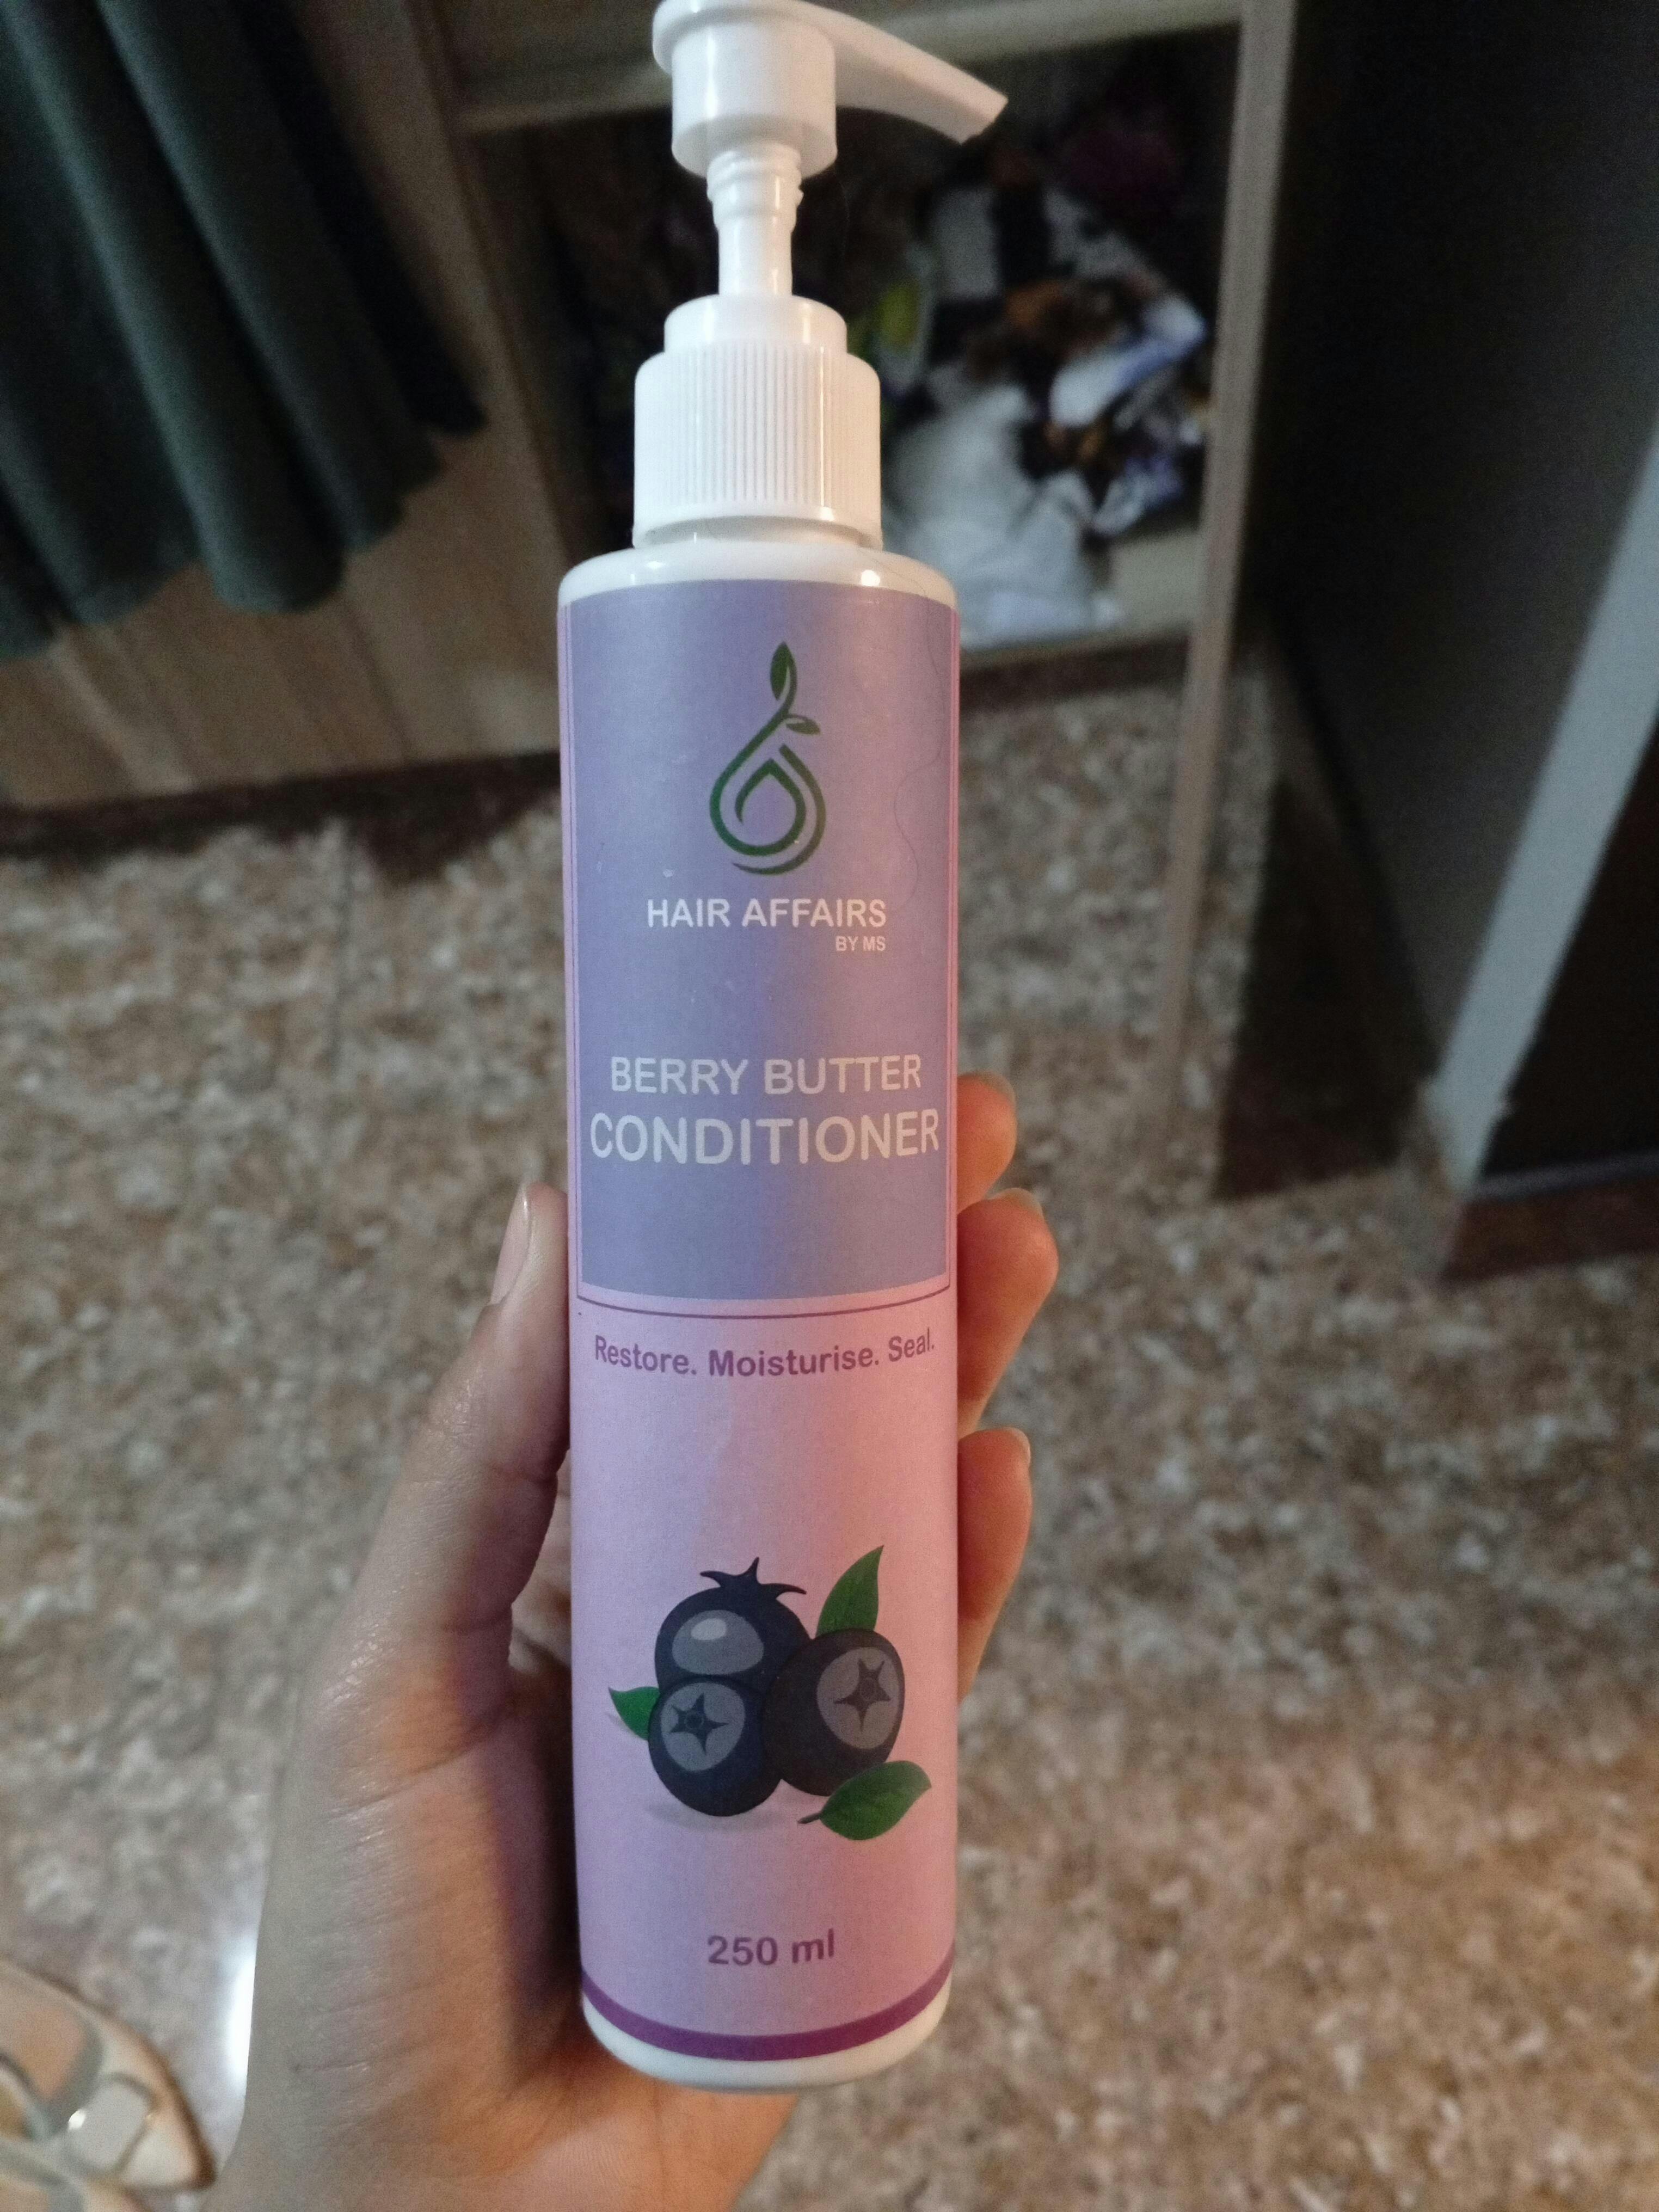 HAIR AFFAIRS
BY MS
BERRY BUTTER
CONDITIONER
Restore. Moisturise. Seal.
250 ml